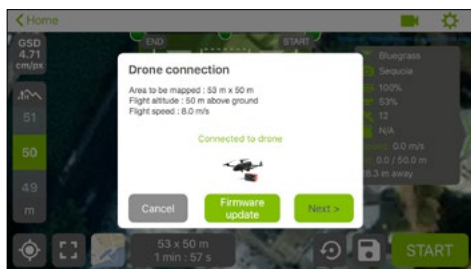 < Home
GSD
4.71
cm/px
END
START
Bluegrass
Sequoia
100%
53%
12
N/A
0.0 m/s
0.0 / 50.0 m
in away
51
50
49
m
Drone connection
Area to be mapped : 53 m x 50 m
Flight altitude : 50 m above ground
Flight speed : 8.0 m/s
Connected to drone
Cancel
Firmware
update
Next >
53 x 50 m
1 min : 57 s
START